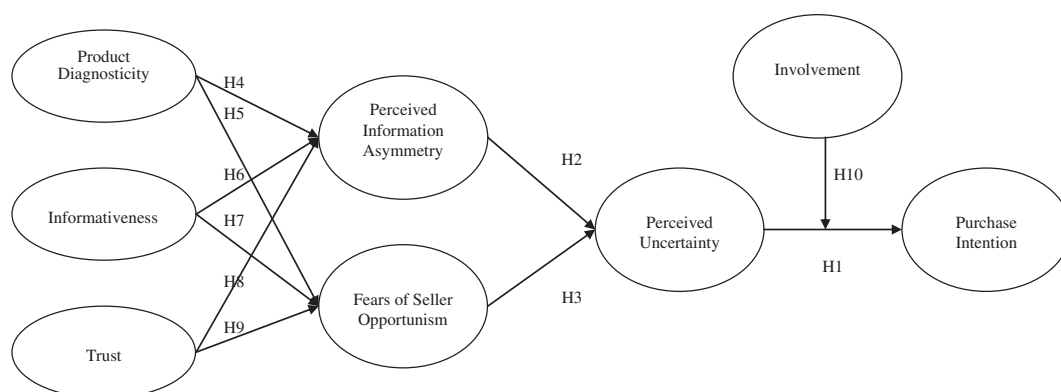 Product
Diagnosticity
H4
H5
Informativeness
H6
H7
Trust
H8
H9
Perceived
Information
Asymmetry
Fears of Seller
Opportunism
H2
H3
Perceived
Uncertainty
Involvement
H10
H1
Purchase
Intention